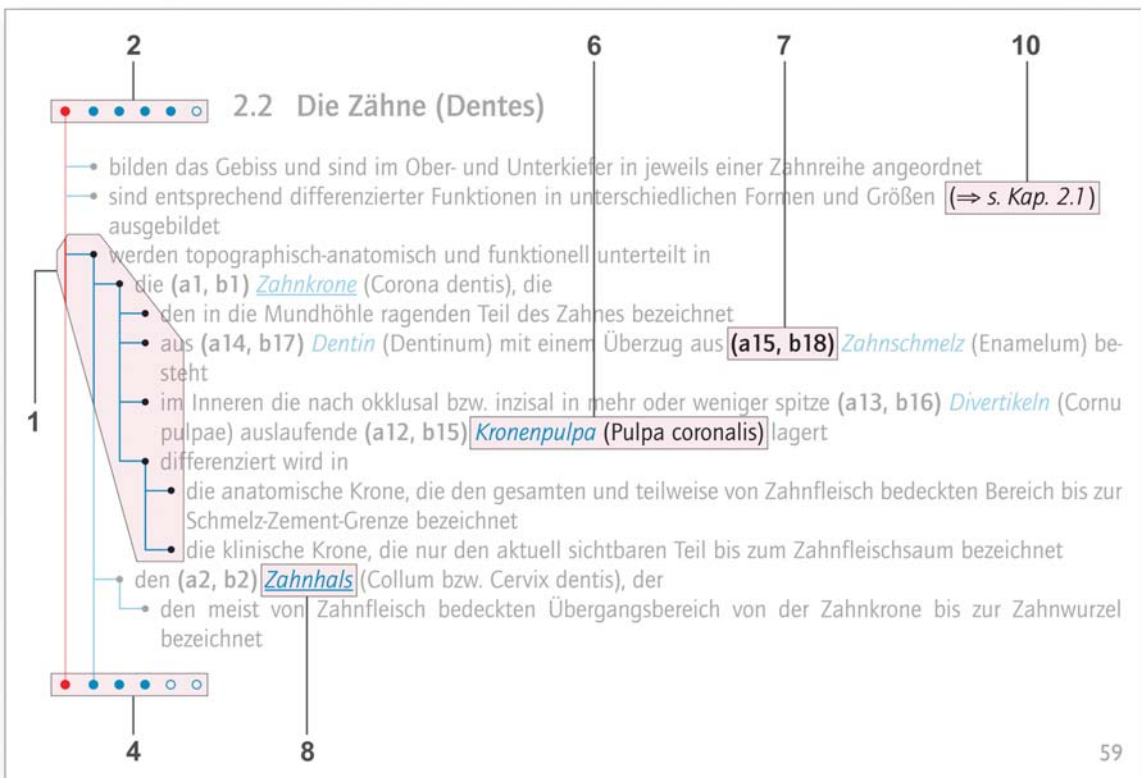 2 6 7 10
2.2 Die Zähne (Dentes)
bilden das Gebiss und sind im Ober- und Unterkiefer in jeweils einer Zahnreihe angeordnet
sind entsprechend differenzierter Funktionen in unterschiedlichen Formen und Größen (⇒ s. Kap. 2.1)
ausgebildet
werden topographisch-anatomisch und funktionell unterteilt in
die (a1, b1) Zahnkrone (Corona dentis), die
den in die Mundhöhle ragenden Teil des Zahnes bezeichnet
aus (a14, b17) Dentin (Dentinum) mit einem Überzug aus (a15, b18) Zahnschmelz (Enamelum) be-
steht
im Inneren die nach okklusal bzw. inzisal in mehr oder weniger spitze (a13, b16) Divertikeln (Cornu
1
pulpae) auslaufende (a12, b15) Kronenpulpa (Pulpa coronalis) lagert
differenziert wird in
die anatomische Krone, die den gesamten und teilweise von Zahnfleisch bedeckten Bereich bis zur
Schmelz-Zement-Grenze bezeichnet
die klinische Krone, die nur den aktuell sichtbaren Teil bis zum Zahnfleischsaum bezeichnet
den (a2, b2) Zahnhals (Collum bzw. Cervix dentis), der
den meist von Zahnfleisch bedeckten Übergangsbereich von der Zahnkrone bis zur Zahnwurzel
bezeichnet
4 8 59